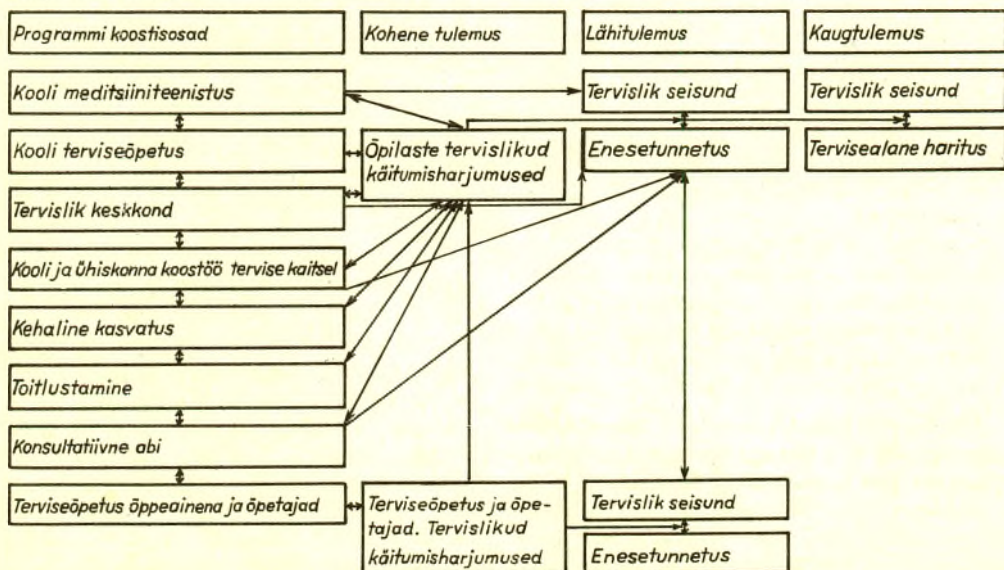 Programmi koostisosad
Kohene tulemus
Lähitulemus
Kaugtulemus
Kooli meditsiiniteenistus
Kooli terviseõpetus
Tervislik keskkond
Kooli ja ühiskonna koostöö tervise kaitsel
Kehaline kasvatus
Toitlustamine
Konsultatiivne abi
Terviseõpetus õppeainena ja õpetajad
Õpilaste tervislikud
käitumisharjumused
Terviseõpetus ja õpe-
tajad. Tervislikud
käitumisharjumused
Tervislik seisund
Enesetunnetus
Tervislik seisund
Enesetunnetus
Tervislik seisund
Tervisealane haritus